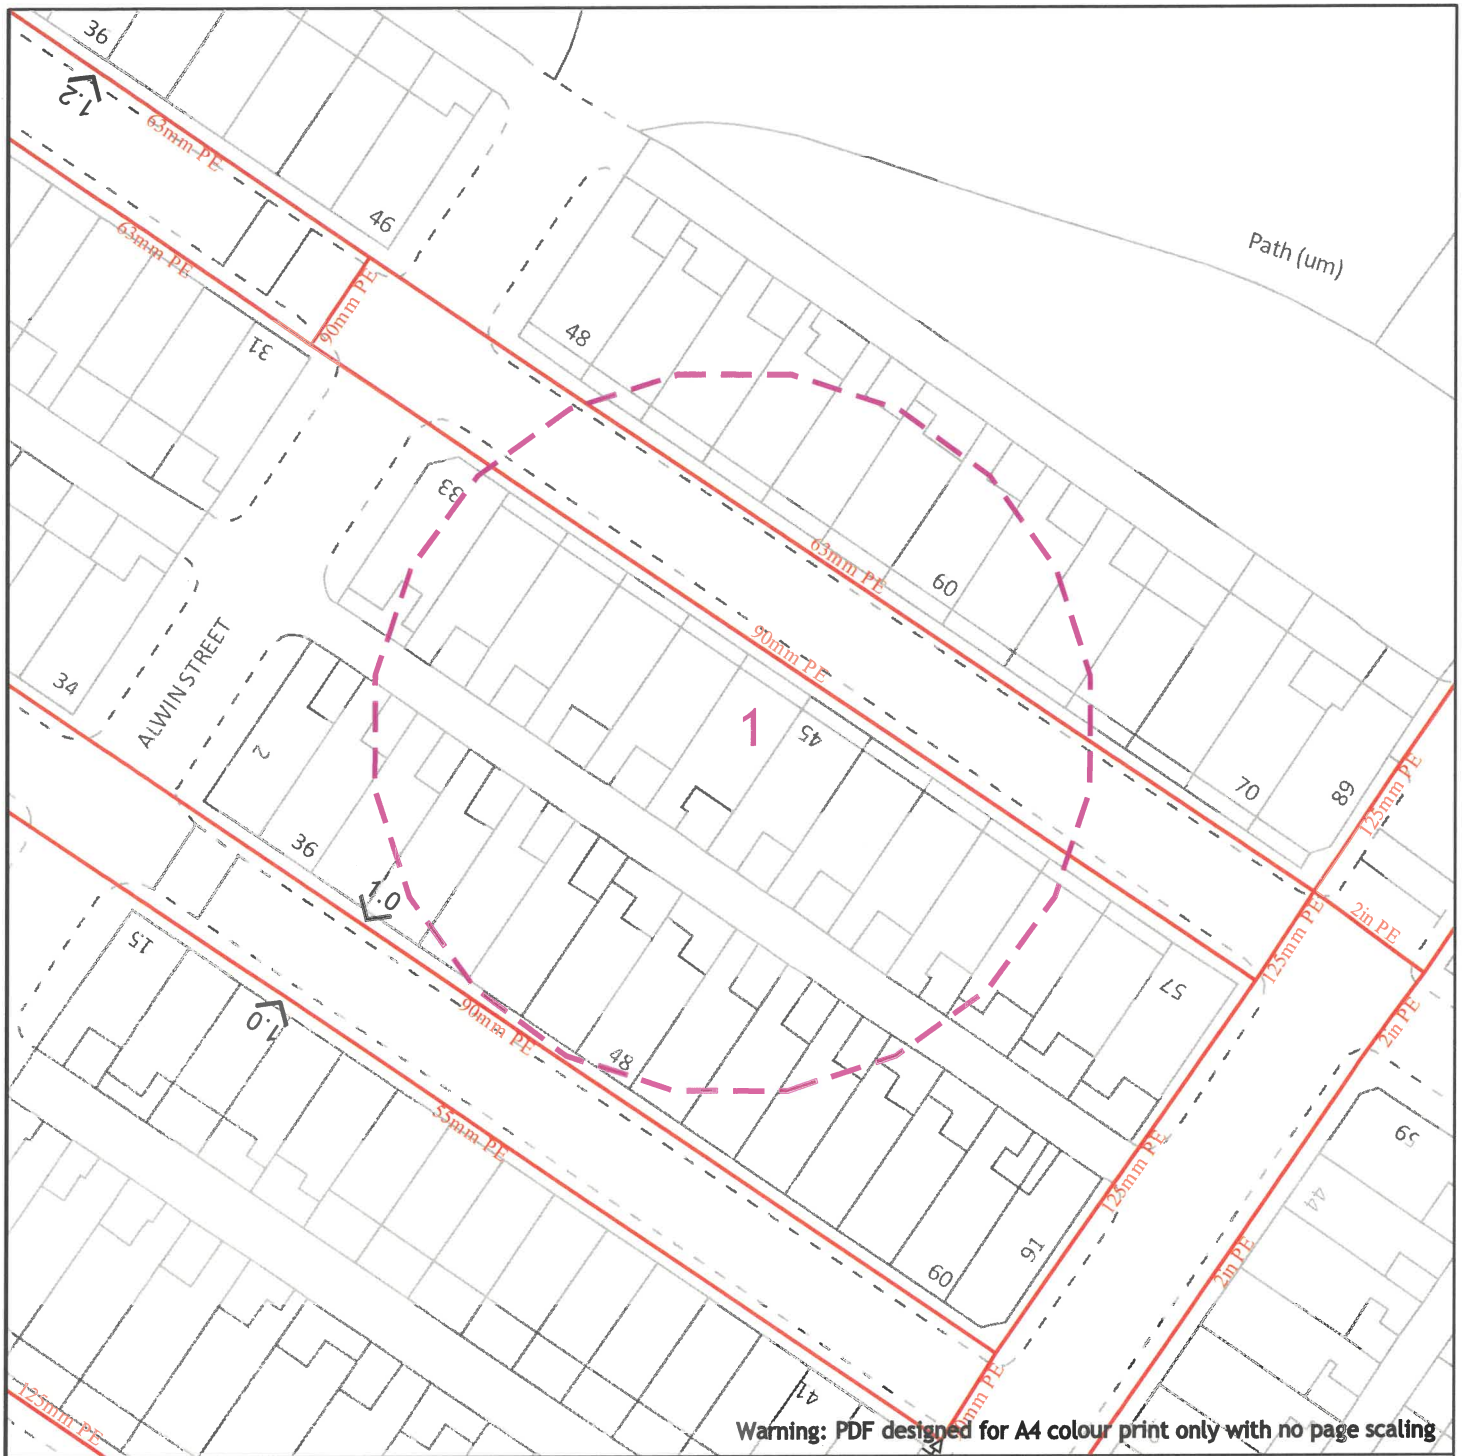 36
1.2
63mm PE
46
63mm PE
90mm PE
31
48
Path (um)
33
63mm PE
60
90mm PE
ALWIN STREET
34
2
1
45
36
1.0
70
89
125mm PE
15
1.0
90mm PE
48
57
125mm PE
2in PE
2in PE
55mm PE
125mm PE
59
44
2in PE
91
60
41
125mm PE
Warning: PDF designed for A4 colour print only with no page scaling